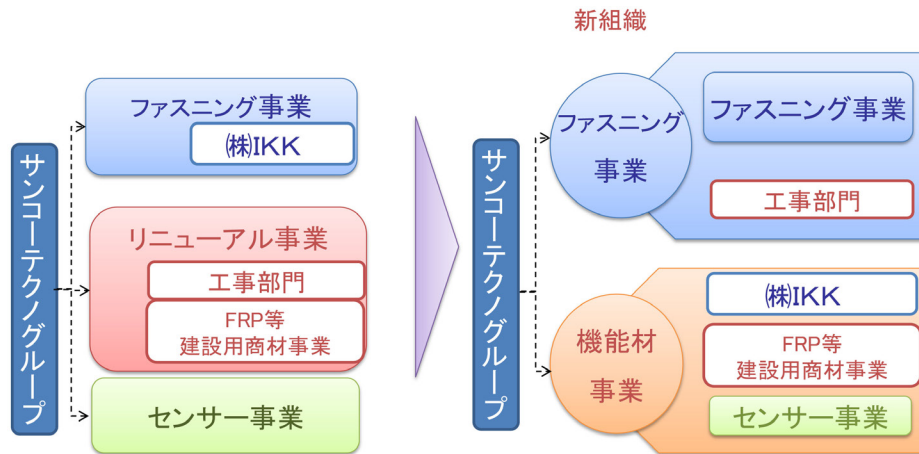 新組織
サンコーテクノグループ
ファスニング事業
㈱IKK
リニューアル事業
工事部門
FRP等
建設用商材事業
センサー事業
サンコーテクノグループ
ファスニング
事業
ファスニング事業
工事部門
機能材
事業
㈱IKK
FRP等
建設用商材事業
センサー事業